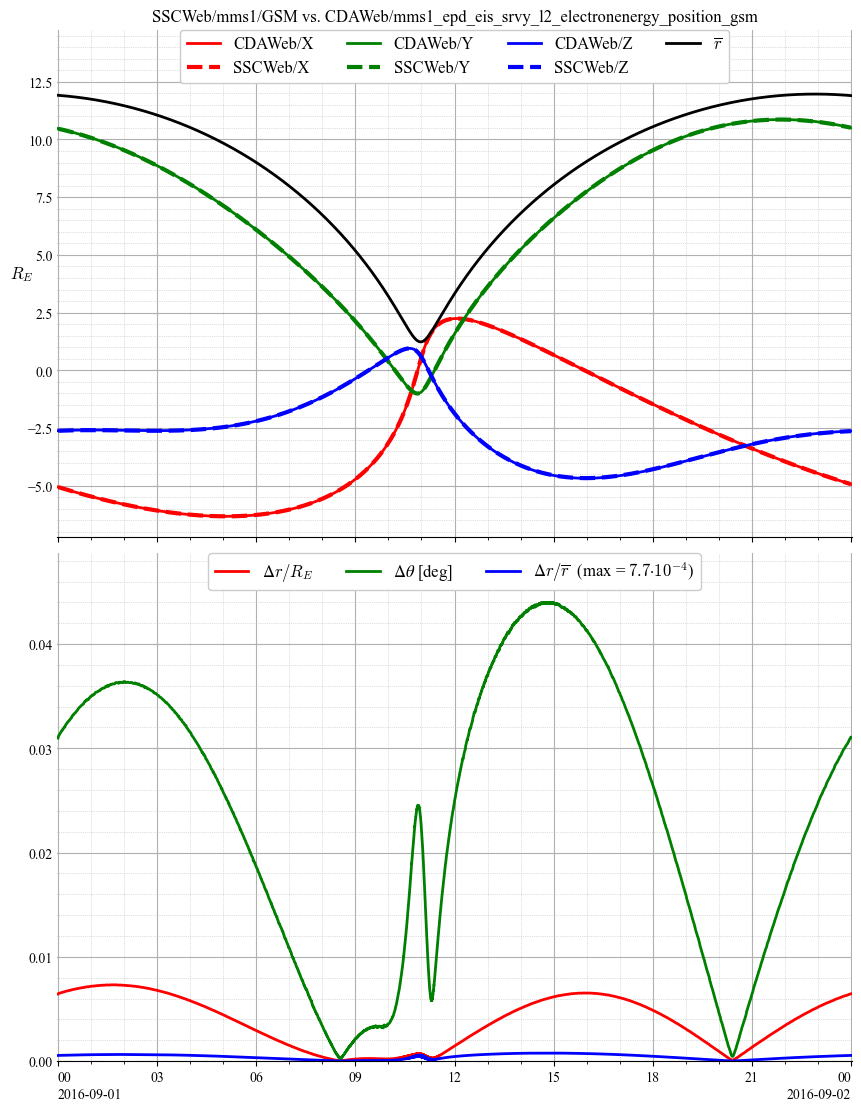 SSCWeb/mms1/GSM vs. CDAWeb/mms1_epd_eis_srvy_l2_electronenergy_position_gsm
CDAWeb/X CDAWeb/Y CDAWeb/Z r̅
SSCWeb/X SSCWeb/Y SSCWeb/Z
12.5
10.0
7.5
5.0
R_E
2.5
0.0
−2.5
−5.0
Δr/R_E Δθ [deg] Δr/r̅ (max = 7.7·10⁻⁴)
0.04
0.03
0.02
0.01
0.00
00 03 06 09 12 15 18 21 00
2016-09-01 2016-09-02